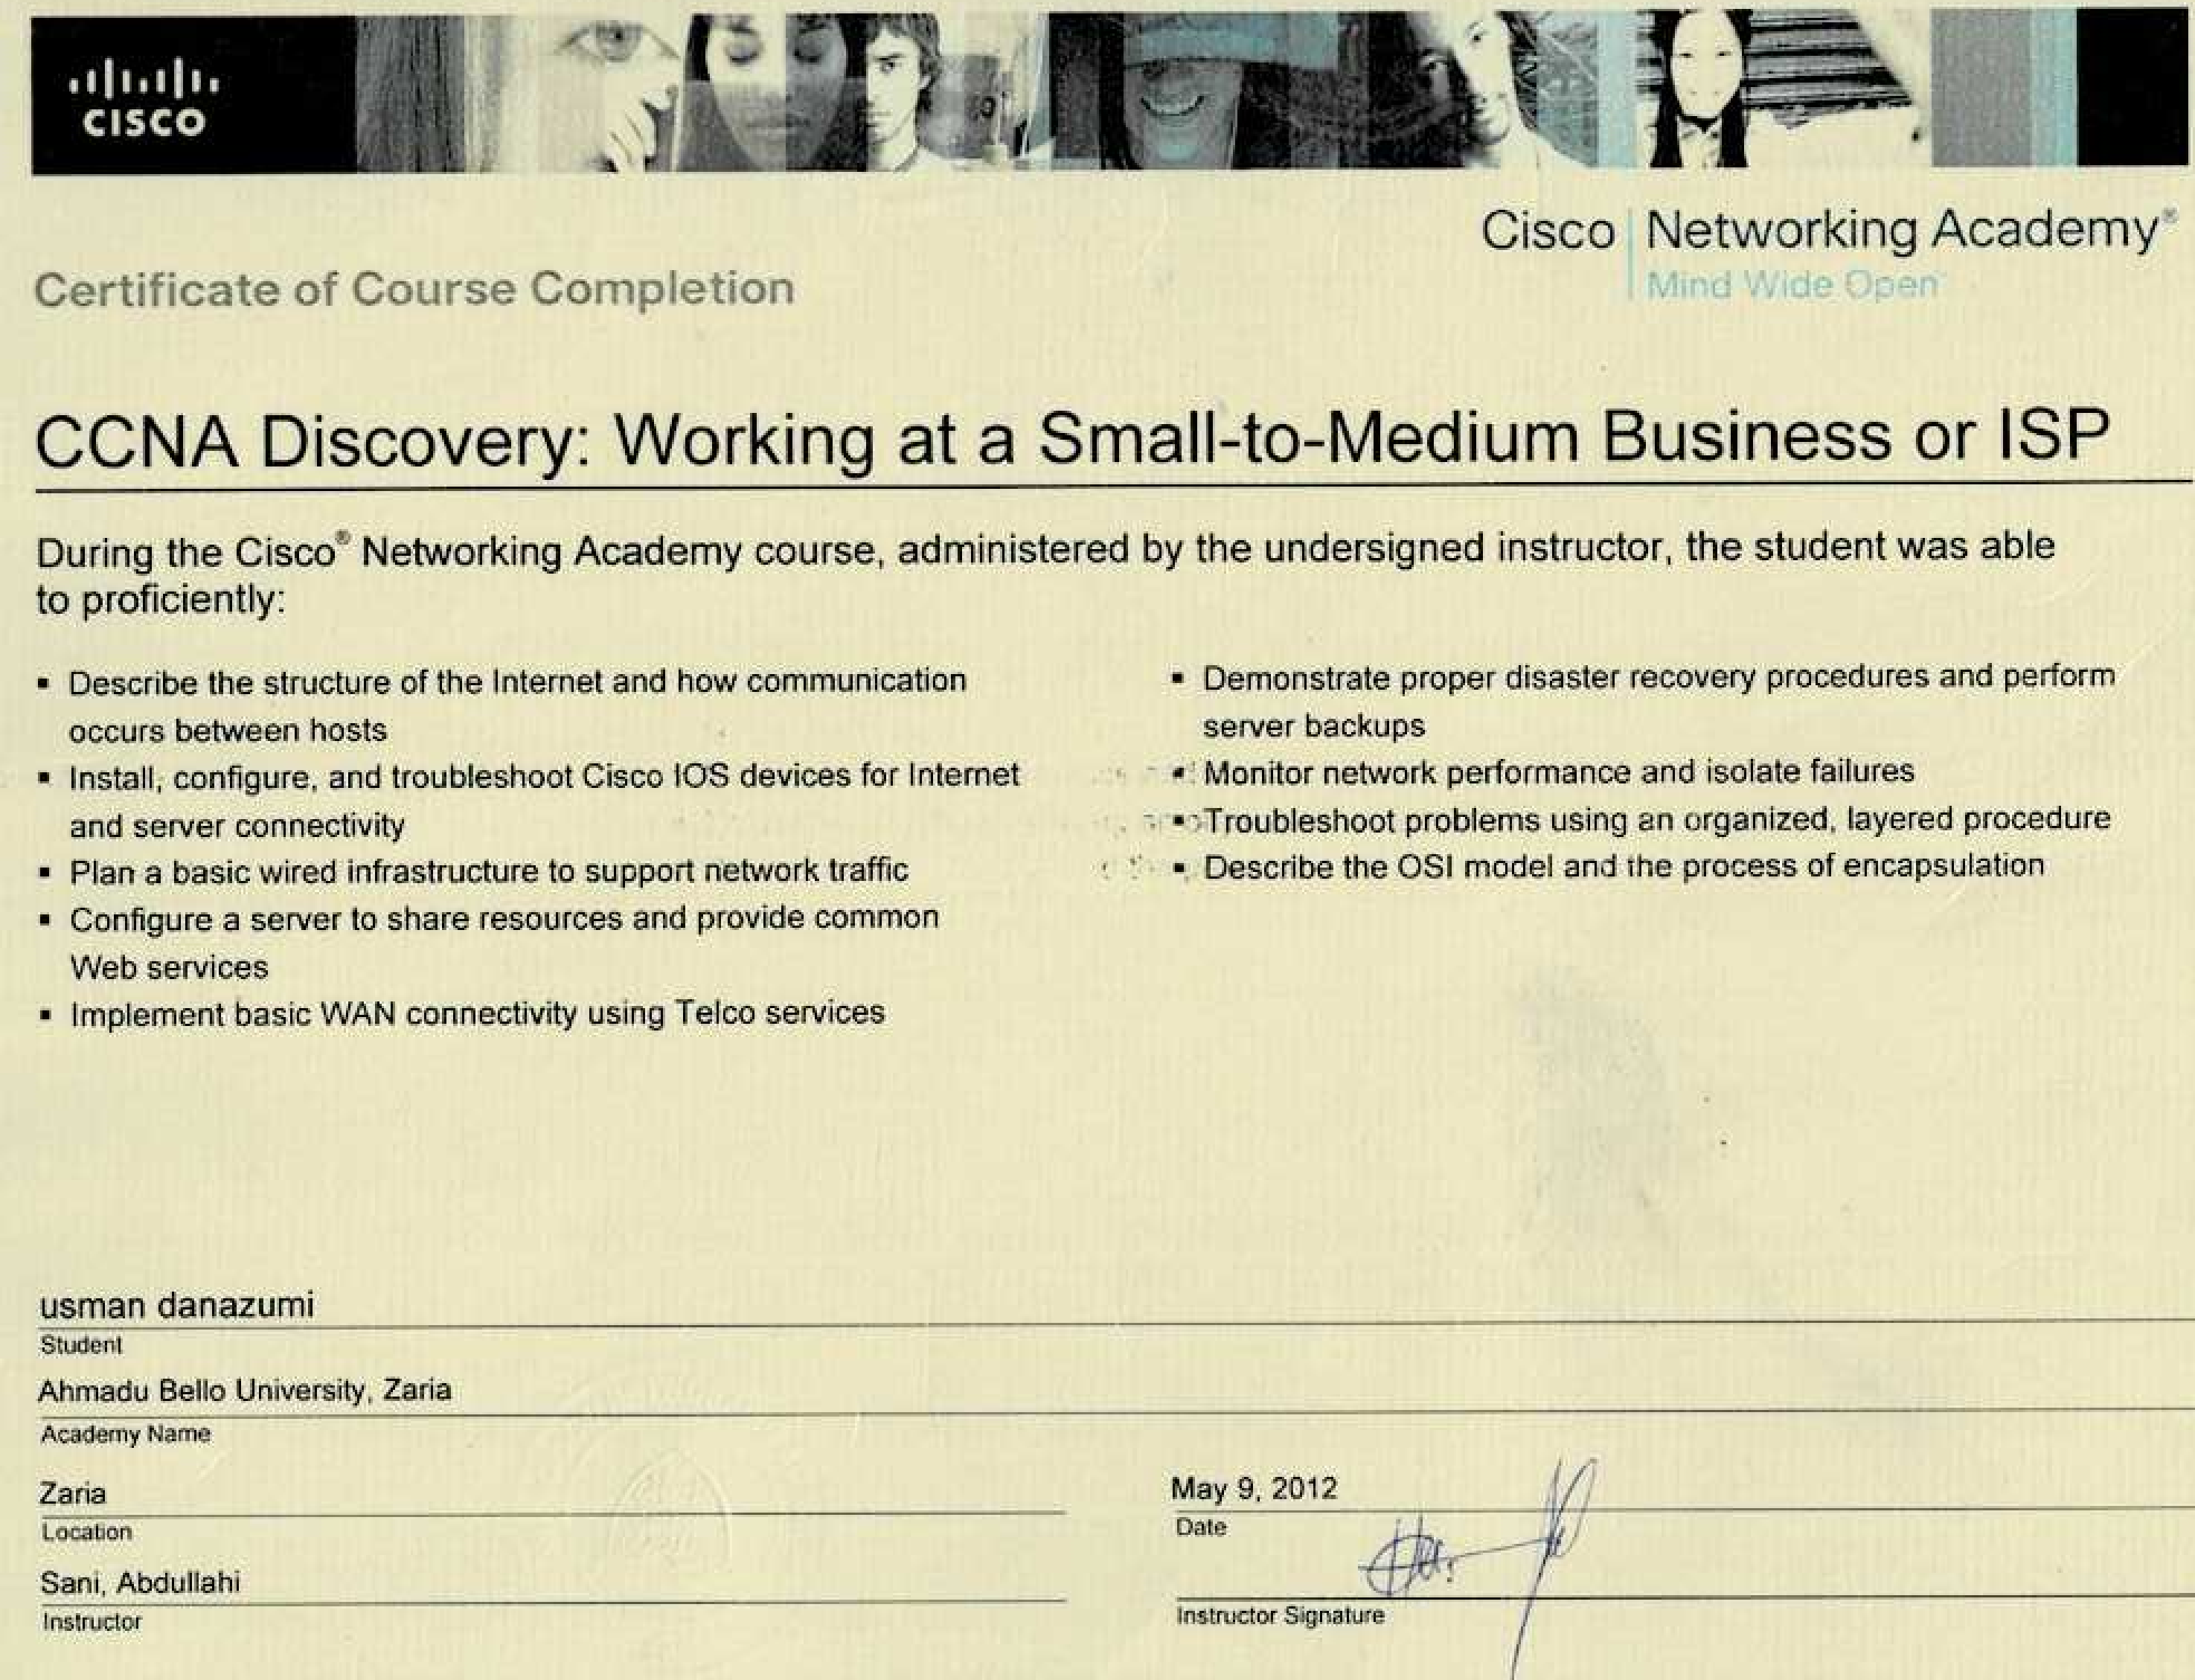 CISCO
Cisco | Networking Academy®
Mind Wide Open™
Certificate of Course Completion
CCNA Discovery: Working at a Small-to-Medium Business or ISP
During the Cisco® Networking Academy course, administered by the undersigned instructor, the student was able
to proficiently:
▪ Describe the structure of the Internet and how communication
occurs between hosts
▪ Install, configure, and troubleshoot Cisco IOS devices for Internet
and server connectivity
▪ Plan a basic wired infrastructure to support network traffic
▪ Configure a server to share resources and provide common
Web services
▪ Implement basic WAN connectivity using Telco services
▪ Demonstrate proper disaster recovery procedures and perform
server backups
▪ Monitor network performance and isolate failures
▪ Troubleshoot problems using an organized, layered procedure
▪ Describe the OSI model and the process of encapsulation
usman danazumi
Student
Ahmadu Bello University, Zaria
Academy Name
Zaria
Location
May 9, 2012
Date
Sani, Abdullahi
Instructor
Instructor Signature